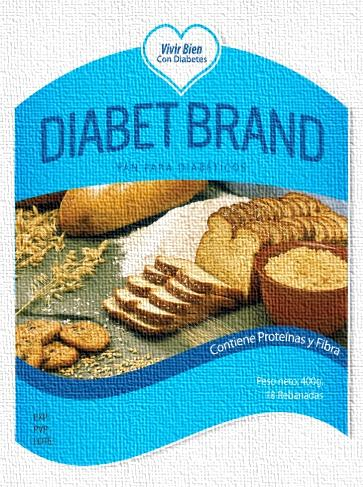 Vivir Bien
Con Diabetes
DIABET BRAND
PAN PARA DIABÉTICOS
Contiene Proteínas y Fibra
Peso neto: 400g.
18 Rebanadas
EXP
PVP
LOTE